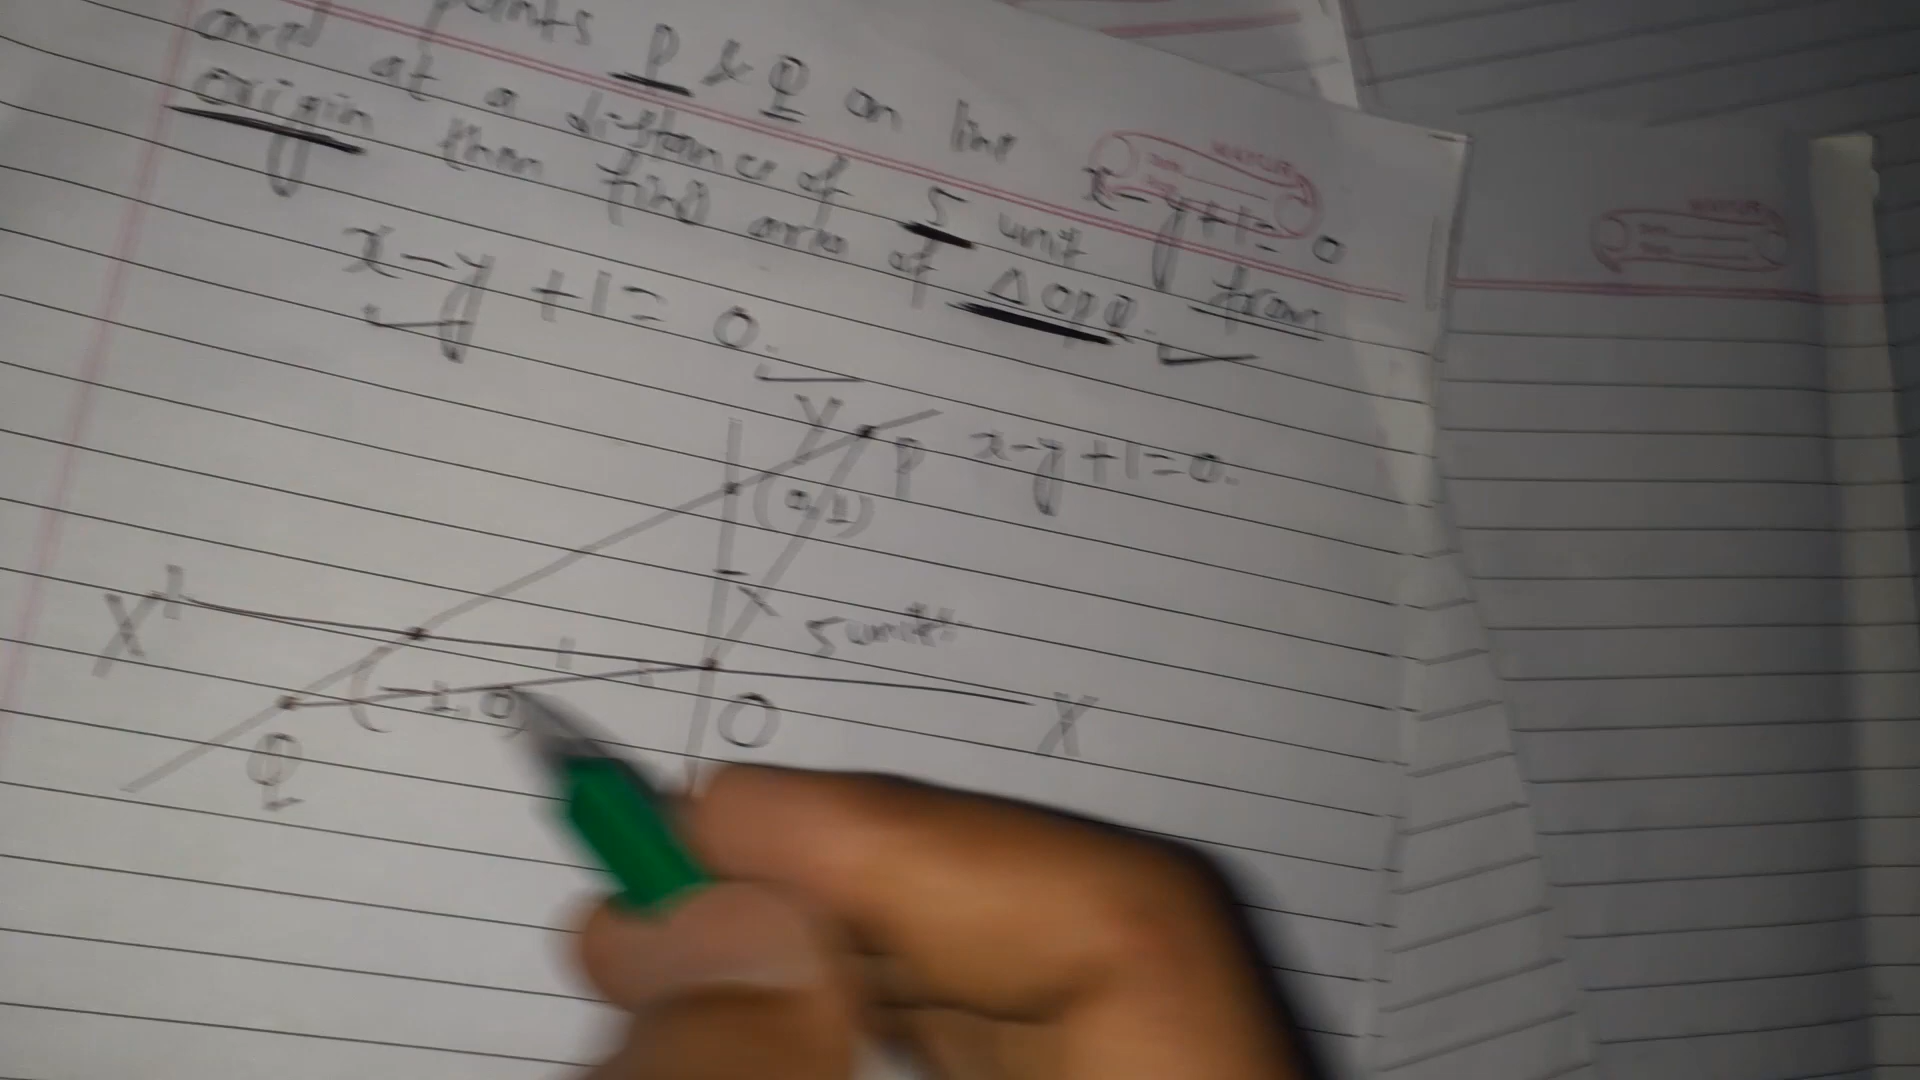 points P & Q on line x-y+1=0
and at a distance of 5 unit from
origin then find area of ΔOPQ.
x-y+1=0.
Y
P x-y+1=0.
(0,1)
X'
5 units
(-1,0)
O
X
Q